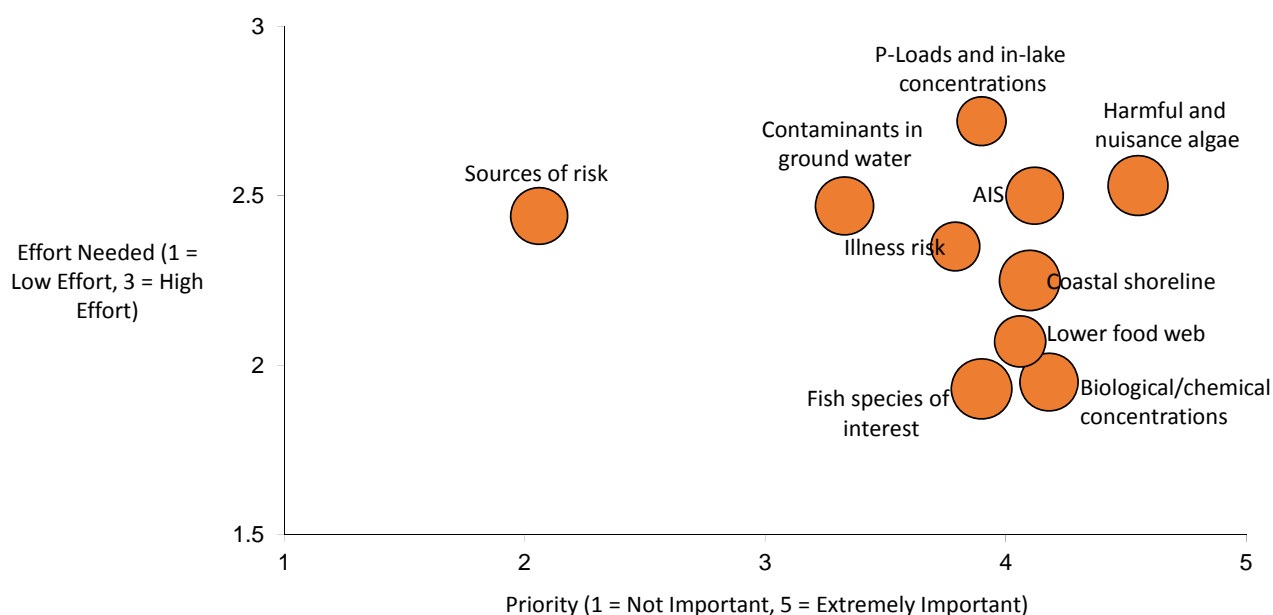 3
P-Loads and in-lake
concentrations
Harmful and
nuisance algae
Contaminants in
ground water
Sources of risk
2.5
AIS
Effort Needed (1 =
Low Effort, 3 = High
Effort)
Illness risk
Coastal shoreline
2
Lower food web
Fish species of
interest
Biological/chemical
concentrations
1.5
1
2
3
4
5
Priority (1 = Not Important, 5 = Extremely Important)